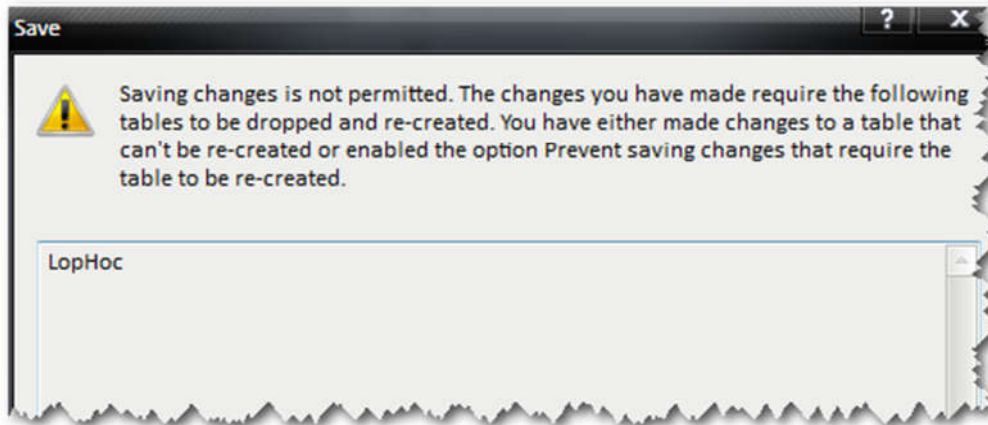 Save
?
X
Saving changes is not permitted. The changes you have made require the following
tables to be dropped and re-created. You have either made changes to a table that
can't be re-created or enabled the option Prevent saving changes that require the
table to be re-created.
LopHoc